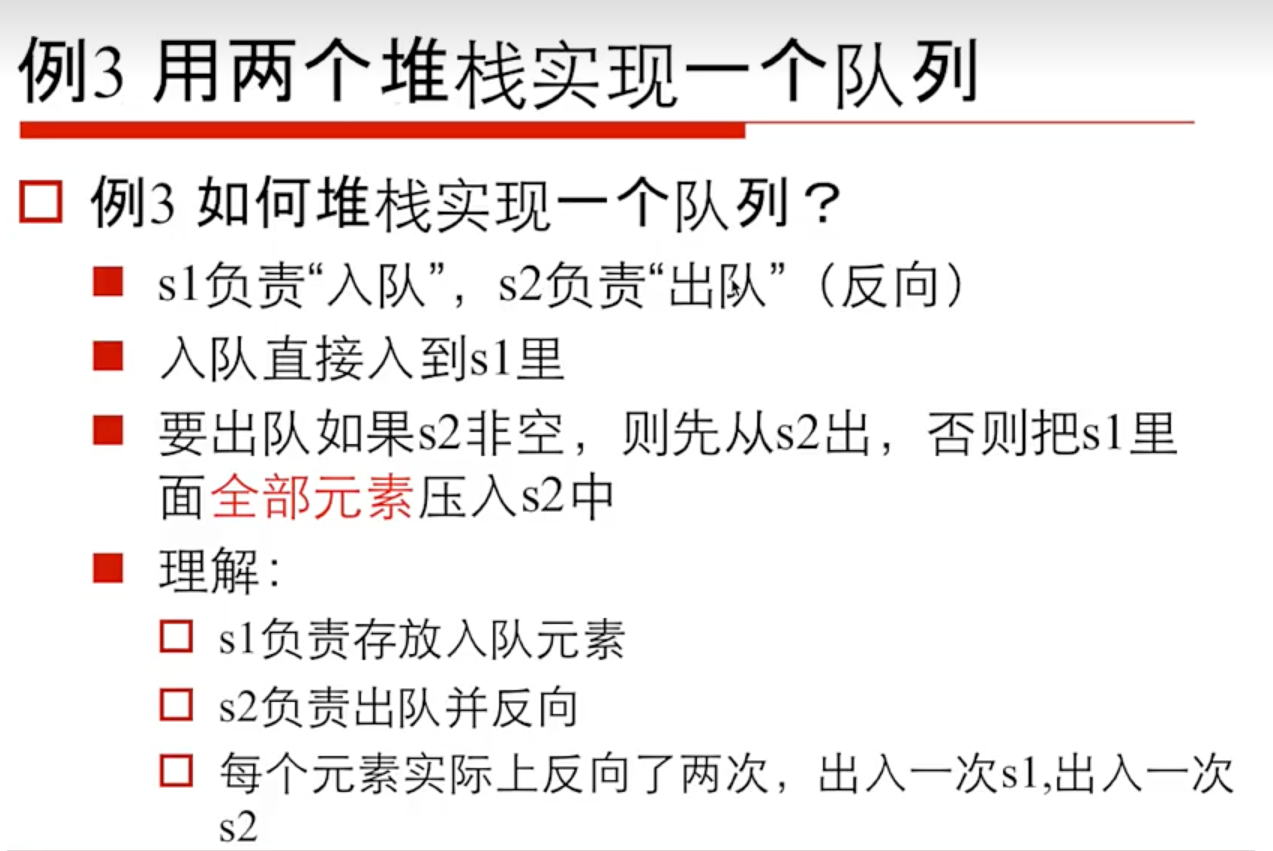 例3 用两个堆栈实现一个队列
例3 如何堆栈实现一个队列？
s1负责“入队”，s2负责“出队”（反向）
入队直接入到s1里
要出队如果s2非空，则先从s2出，否则把s1里
面全部元素压入s2中
理解：
s1负责存放入队元素
s2负责出队并反向
每个元素实际上反向了两次，出入一次s1,出入一次
s2